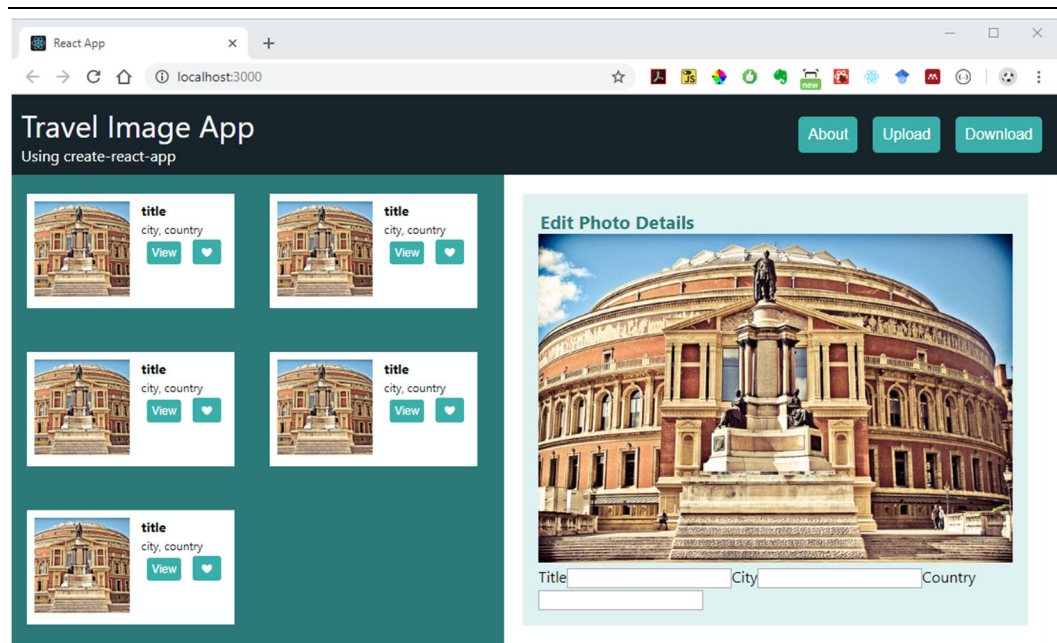 React App
localhost:3000
JS
new
Travel Image App
Using create-react-app
About Upload Download
title
city, country
View
title
city, country
View
title
city, country
View
title
city, country
View
title
city, country
View
Edit Photo Details
Title City Country